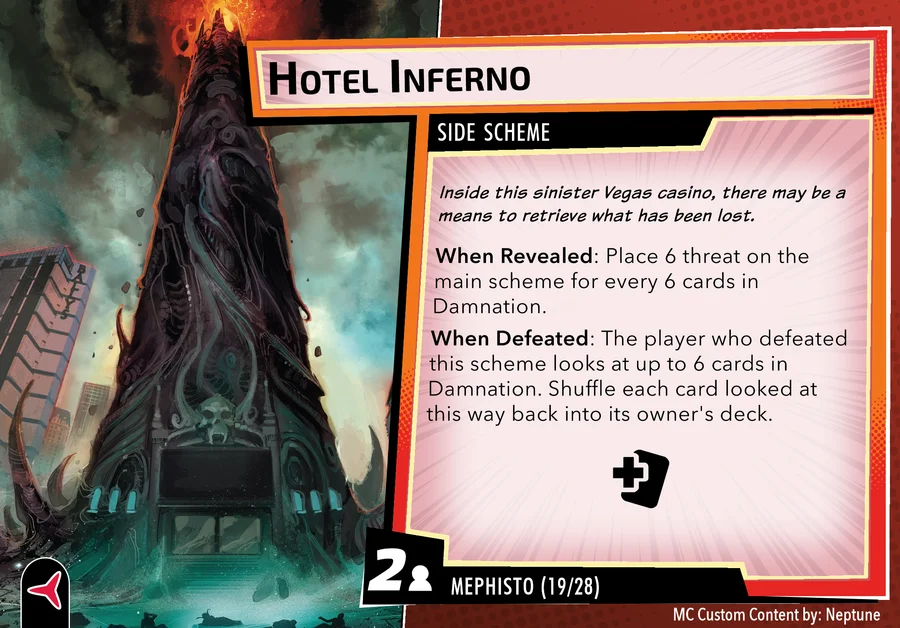 Hotel Inferno
SIDE SCHEME
Inside this sinister Vegas casino, there may be a
means to retrieve what has been lost.
When Revealed: Place 6 threat on the
main scheme for every 6 cards in
Damnation.
When Defeated: The player who defeated
this scheme looks at up to 6 cards in
Damnation. Shuffle each card looked at
this way back into its owner's deck.
2
MEPHISTO (19/28)
MC Custom Content by: Neptune